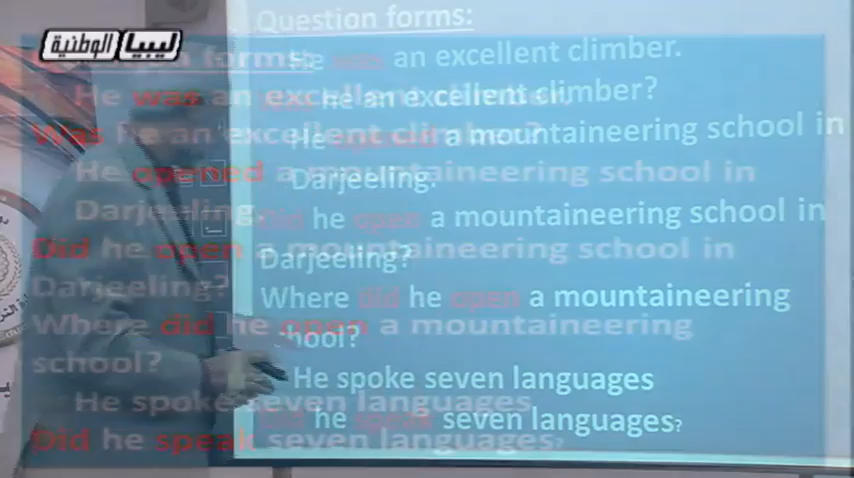 ليبيا الوطنية
Question forms:
He was an excellent climber.
Was he an excellent climber?
He opened a mountaineering school in
Darjeeling.
Did he open a mountaineering school in
Darjeeling?
Where did he open a mountaineering
school?
He spoke seven languages
Did he speak seven languages?